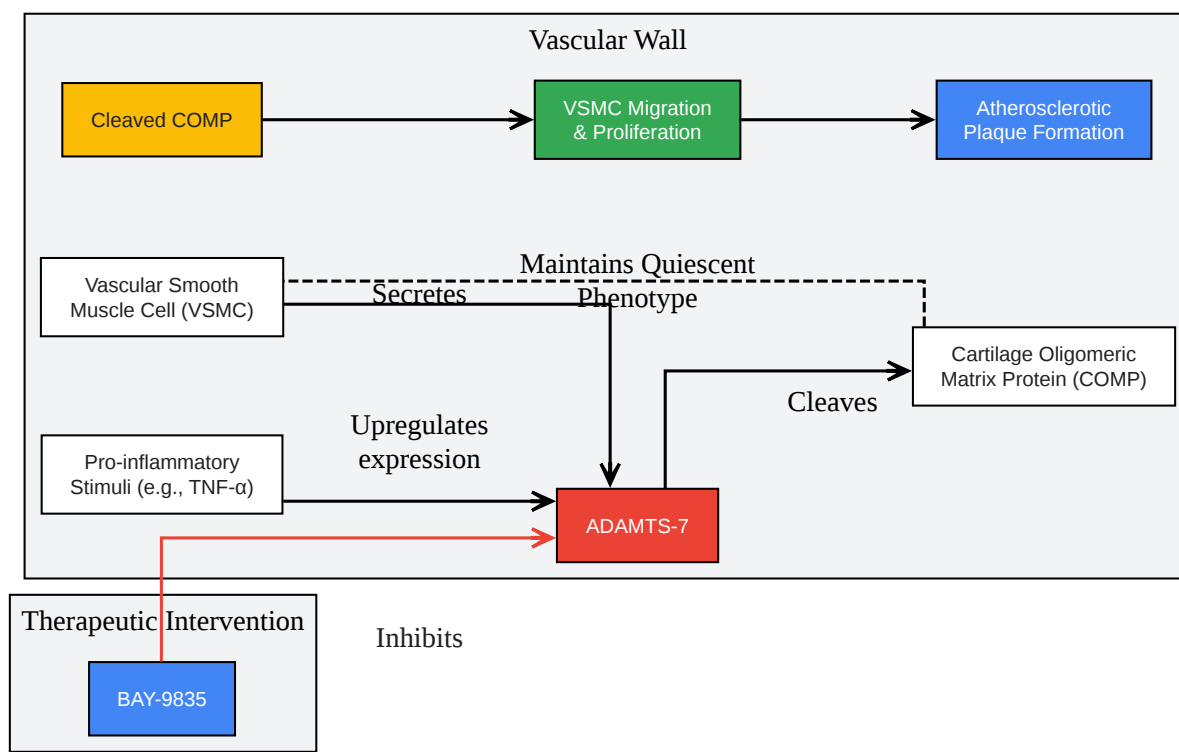 Vascular Wall
Cleaved COMP
VSMC Migration
& Proliferation
Atherosclerotic
Plaque Formation
Vascular Smooth
Muscle Cell (VSMC)
Secretes
Maintains Quiescent
Phenotype
Cartilage Oligomeric
Matrix Protein (COMP)
Cleaves
Pro-inflammatory
Stimuli (e.g., TNF-α)
Upregulates
expression
ADAMTS-7
Therapeutic Intervention
Inhibits
BAY-9835